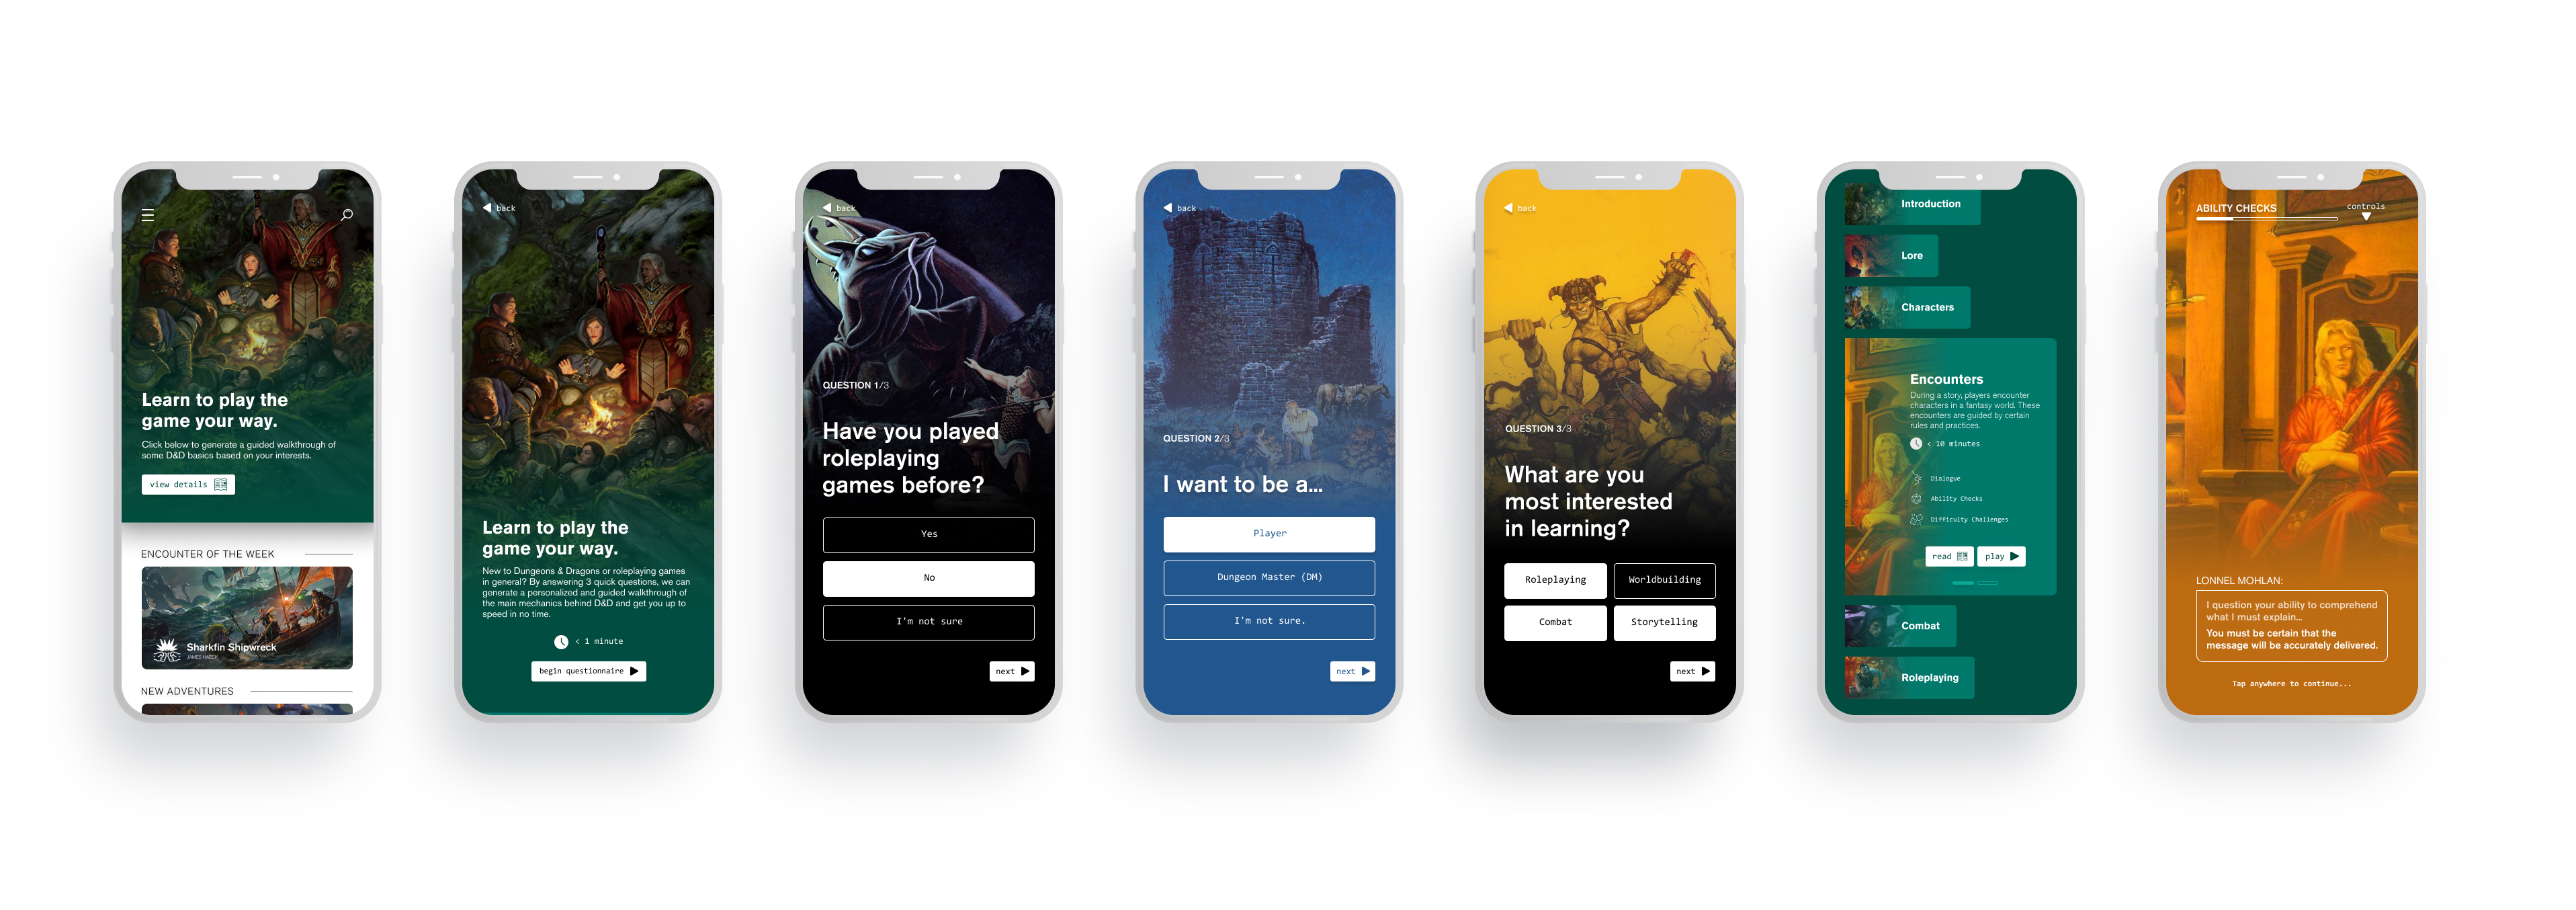 Learn to play the
game your way.
Click below to generate a guided walkthrough of
some D&D basics based on your interests.
view details
ENCOUNTER OF THE WEEK
Sharkfin Shipwreck
NEW ADVENTURES
back
Learn to play the
game your way.
New to Dungeons & Dragons or roleplaying games
in general? By answering 3 quick questions, we can
generate a personalized and guided walkthrough of
the main mechanics behind D&D and get you up to
speed in no time.
< 1 minute
begin questionnaire
back
QUESTION 1/3
Have you played
roleplaying
games before?
Yes
No
I'm not sure
next
back
QUESTION 2/3
I want to be a...
Player
Dungeon Master (DM)
I'm not sure.
next
back
QUESTION 3/3
What are you
most interested
in learning?
Roleplaying
Worldbuilding
Combat
Storytelling
next
Introduction
Lore
Characters
Encounters
During a story, players encounter
characters in a fantasy world. These
encounters are guided by certain
rules and practices.
< 10 minutes
Dialogue
Ability Checks
Difficulty Challenges
read
play
Combat
Roleplaying
ABILITY CHECKS
controls
LONNEL MOHLAN:
I question your ability to comprehend
what I must explain...
You must be certain that the
message will be accurately delivered.
Tap anywhere to continue...